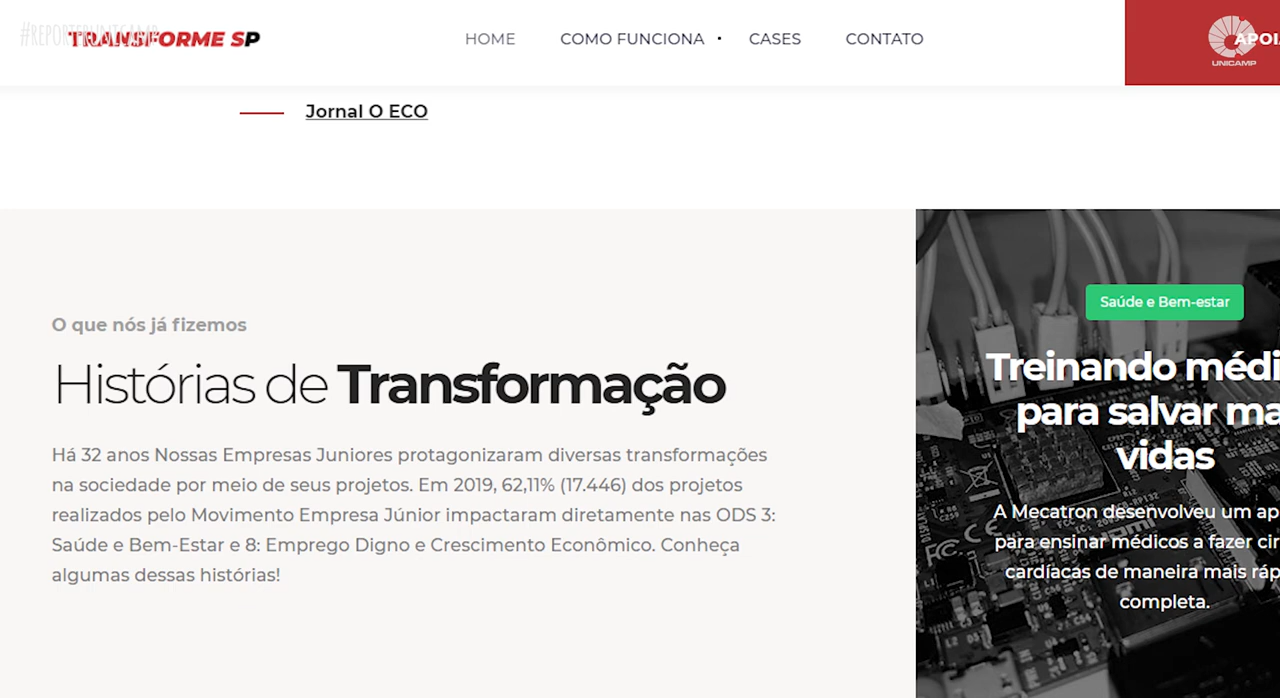 #REPORTERUNICAMP
TRANSFORME SP
HOME
COMO FUNCIONA
CASES
CONTATO
APOI
UNICAMP
Jornal O ECO
O que nós já fizemos
Histórias de Transformação
Há 32 anos Nossas Empresas Juniores protagonizaram diversas transformações
na sociedade por meio de seus projetos. Em 2019, 62,11% (17.446) dos projetos
realizados pelo Movimento Empresa Júnior impactaram diretamente nas ODS 3:
Saúde e Bem-Estar e 8: Emprego Digno e Crescimento Econômico. Conheça
algumas dessas histórias!
Saúde e Bem-estar
Treinando médi
para salvar ma
vidas
A Mecatron desenvolveu um ap
para ensinar médicos a fazer cir
cardíacas de maneira mais ráp
completa.